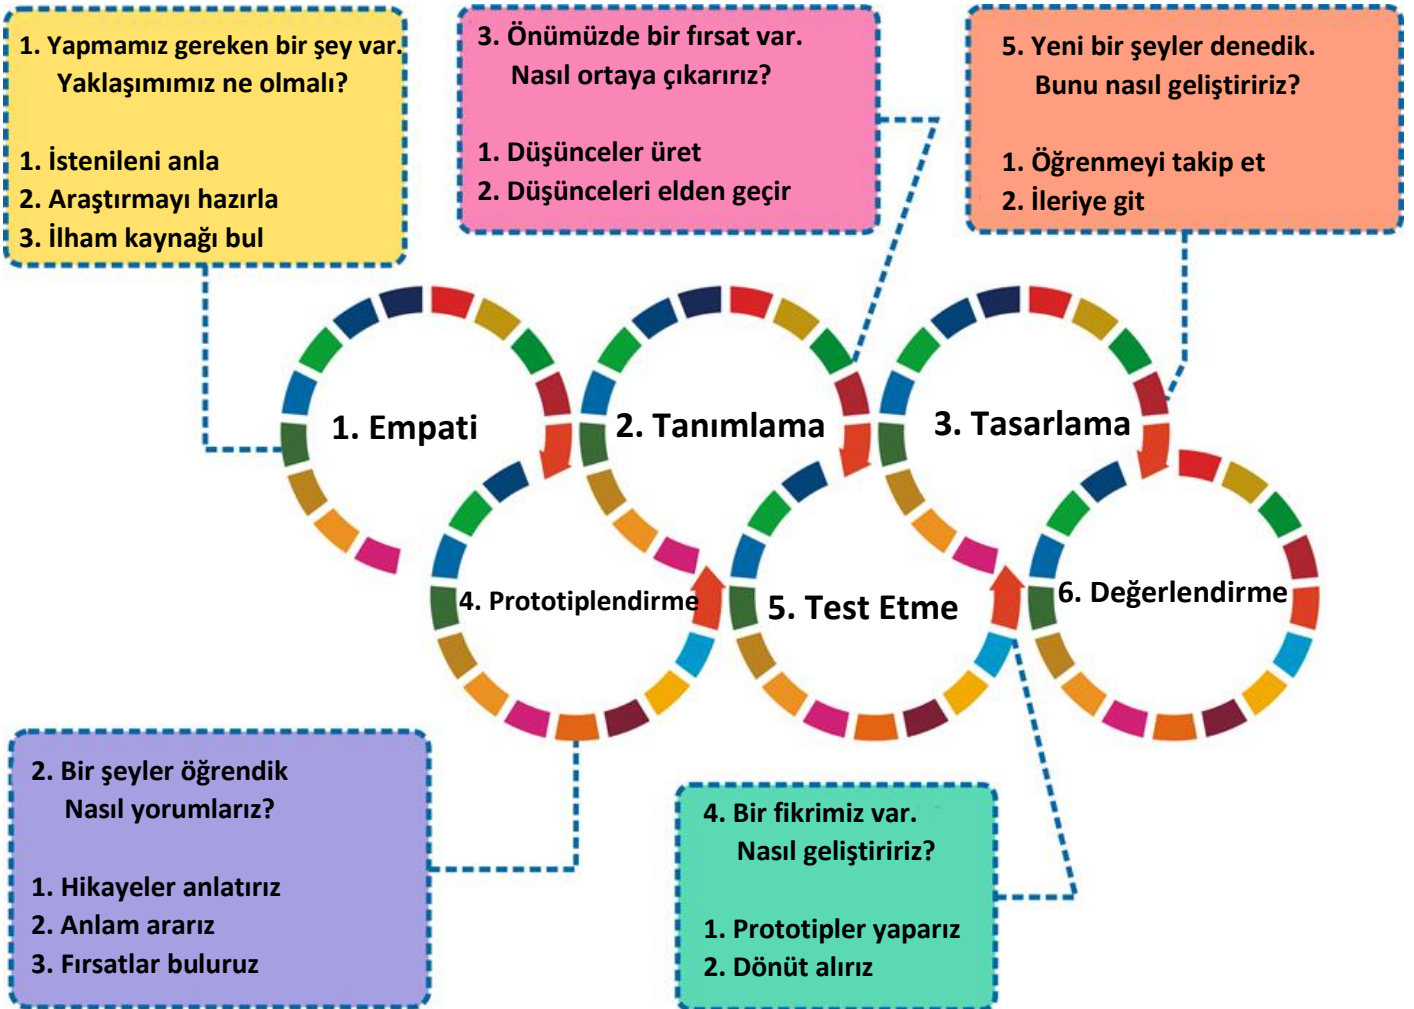 1. Yapmamız gereken bir şey var.
Yaklaşımımız ne olmalı?
1. İstenileni anla
2. Araştırmayı hazırla
3. İlham kaynağı bul
3. Önümüzde bir fırsat var.
Nasıl ortaya çıkarırız?
1. Düşünceler üret
2. Düşünceleri elden geçir
5. Yeni bir şeyler denedik.
Bunu nasıl geliştiririz?
1. Öğrenmeyi takip et
2. İleriye git
1. Empati
2. Tanımlama
3. Tasarlama
4. Prototiplendirme
5. Test Etme
6. Değerlendirme
2. Bir şeyler öğrendik
Nasıl yorumlarız?
1. Hikayeler anlatırız
2. Anlam ararız
3. Fırsatlar buluruz
4. Bir fikrimiz var.
Nasıl geliştiririz?
1. Prototipler yaparız
2. Dönüt alırız